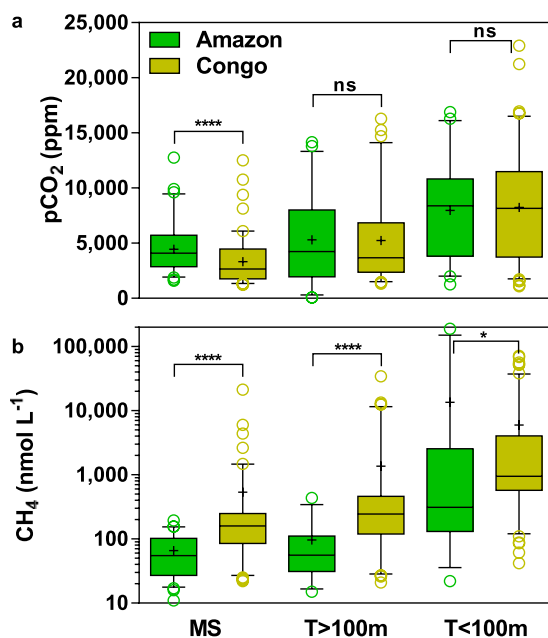 a
Amazon
Congo
pCO₂ (ppm)
25,000
20,000
15,000
10,000
5,000
0
****
ns
ns
b
CH₄ (nmol L⁻¹)
100,000
10,000
1,000
100
10
****
****
*
MS
T>100m
T<100m